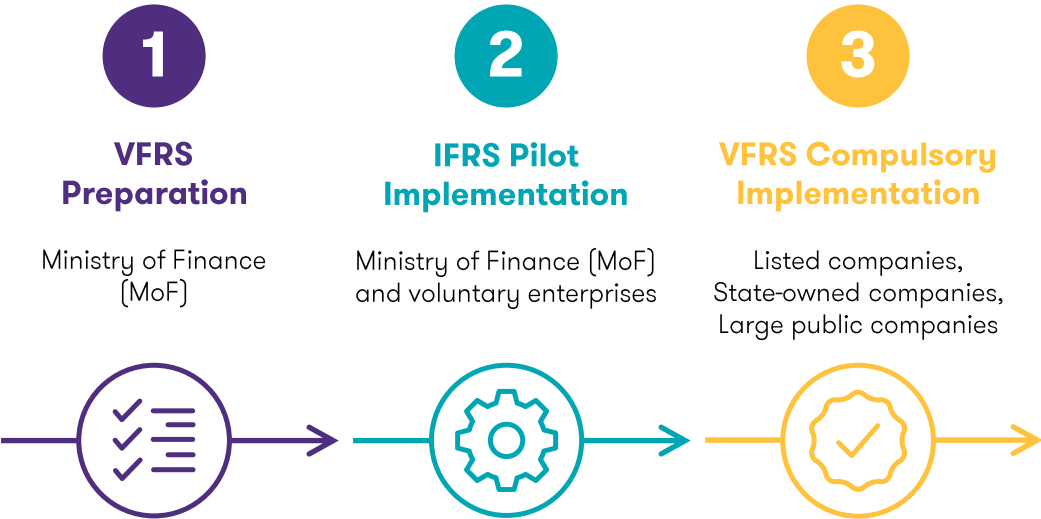 1
VFRS
Preparation
Ministry of Finance
(MoF)
2
IFRS Pilot
Implementation
Ministry of Finance (MoF)
and voluntary enterprises
3
VFRS Compulsory
Implementation
Listed companies,
State-owned companies,
Large public companies